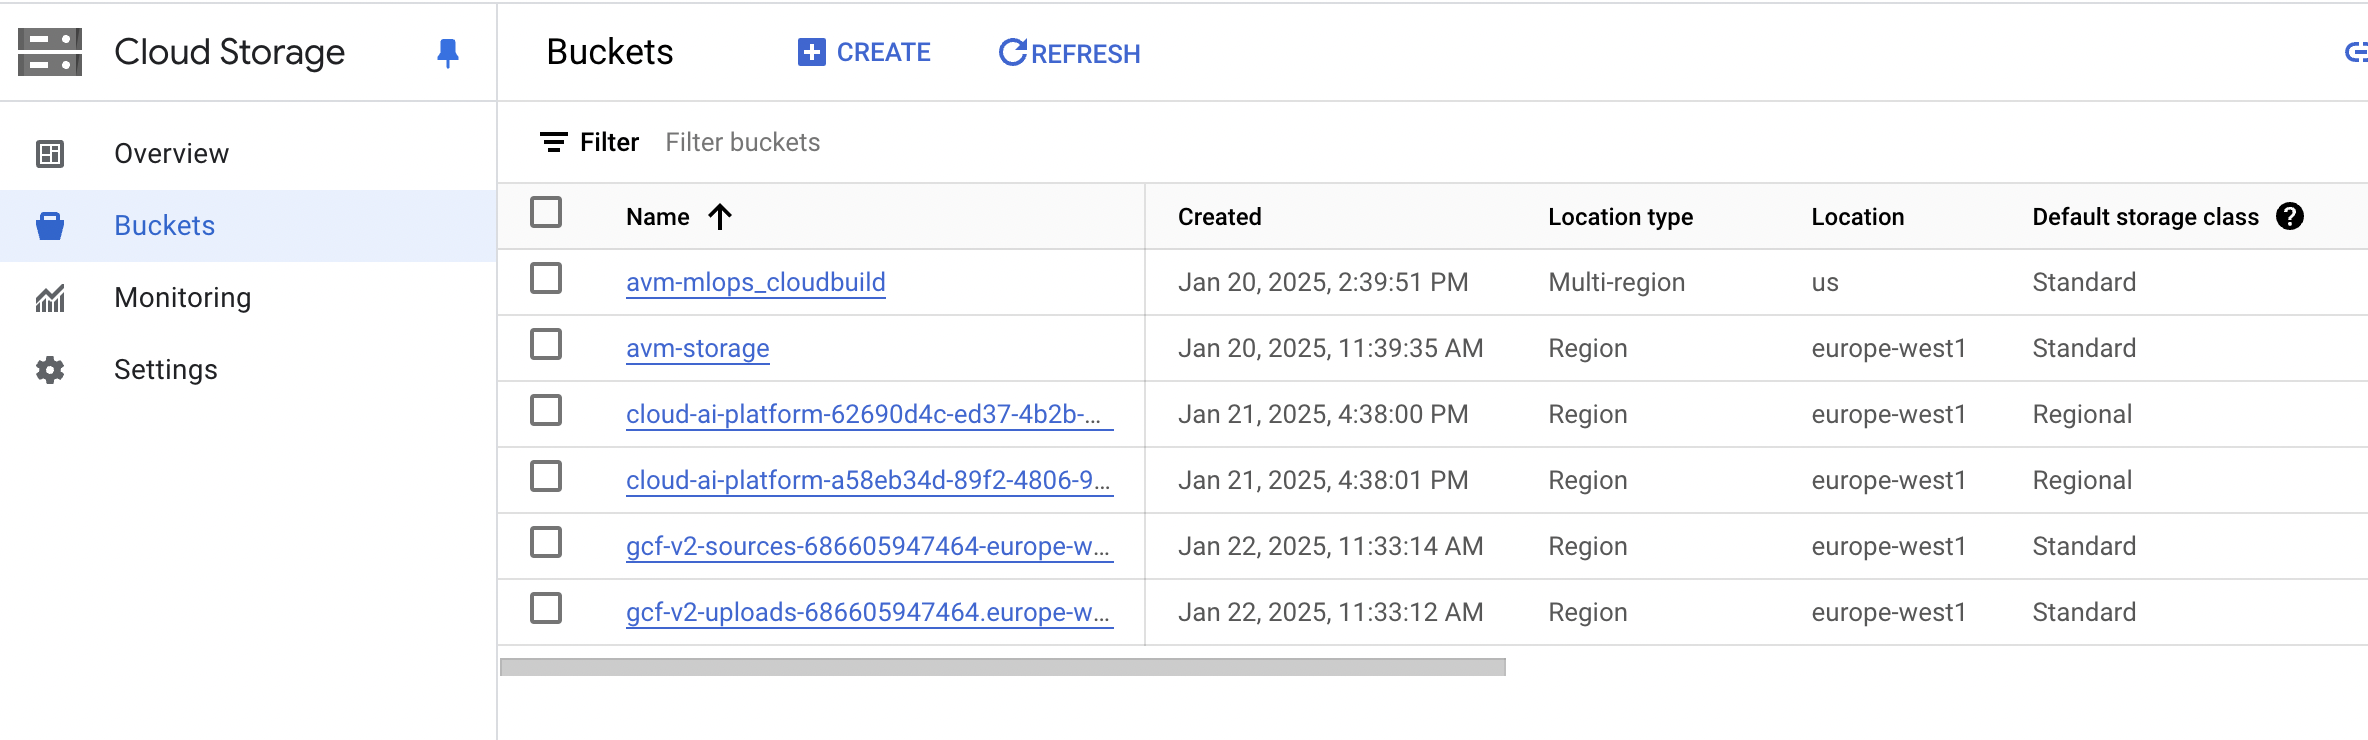 Cloud Storage
Buckets CREATE REFRESH
Overview
Buckets
Monitoring
Settings
Filter Filter buckets
Name Created Location type Location Default storage class ?
avm-mlops_cloudbuild Jan 20, 2025, 2:39:51 PM Multi-region us Standard
avm-storage Jan 20, 2025, 11:39:35 AM Region europe-west1 Standard
cloud-ai-platform-62690d4c-ed37-4b2b-... Jan 21, 2025, 4:38:00 PM Region europe-west1 Regional
cloud-ai-platform-a58eb34d-89f2-4806-9... Jan 21, 2025, 4:38:01 PM Region europe-west1 Regional
gcf-v2-sources-686605947464-europe-w... Jan 22, 2025, 11:33:14 AM Region europe-west1 Standard
gcf-v2-uploads-686605947464.europe-w... Jan 22, 2025, 11:33:12 AM Region europe-west1 Standard